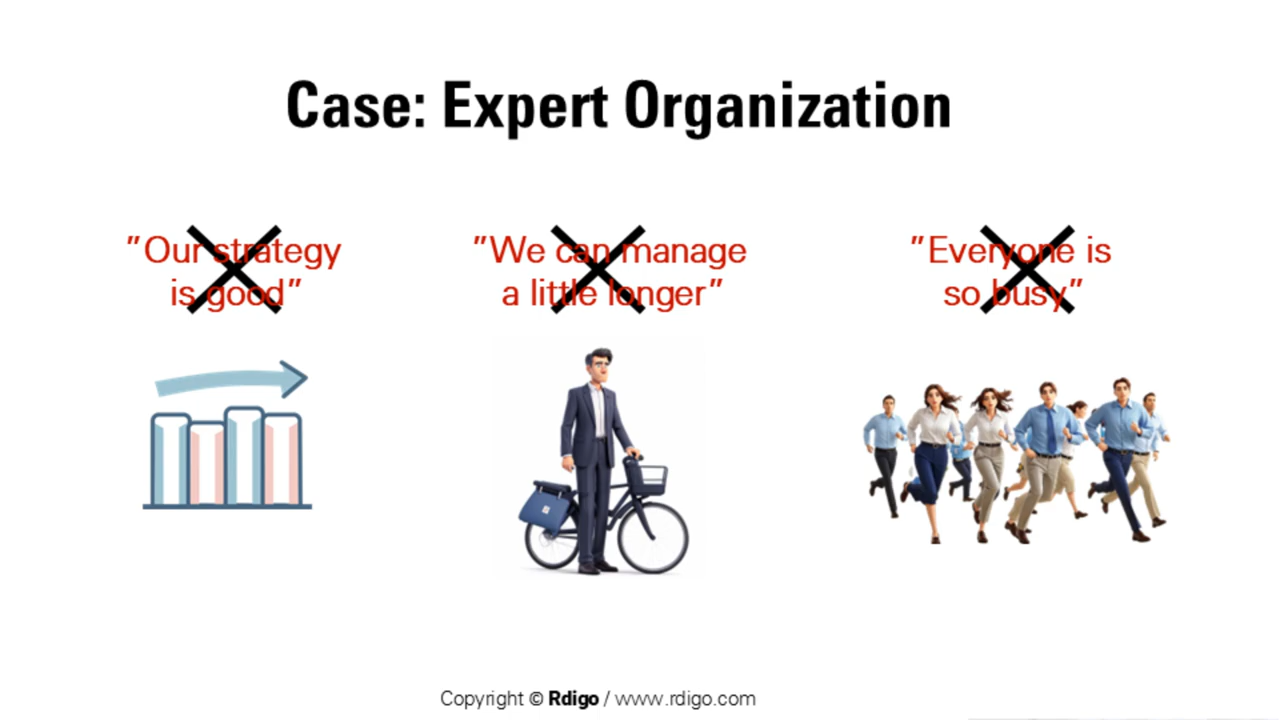 Case: Expert Organization
”Our strategy
is good”
”We can manage
a little longer”
”Everyone is
so busy”
Copyright © Rdigo / www.rdigo.com